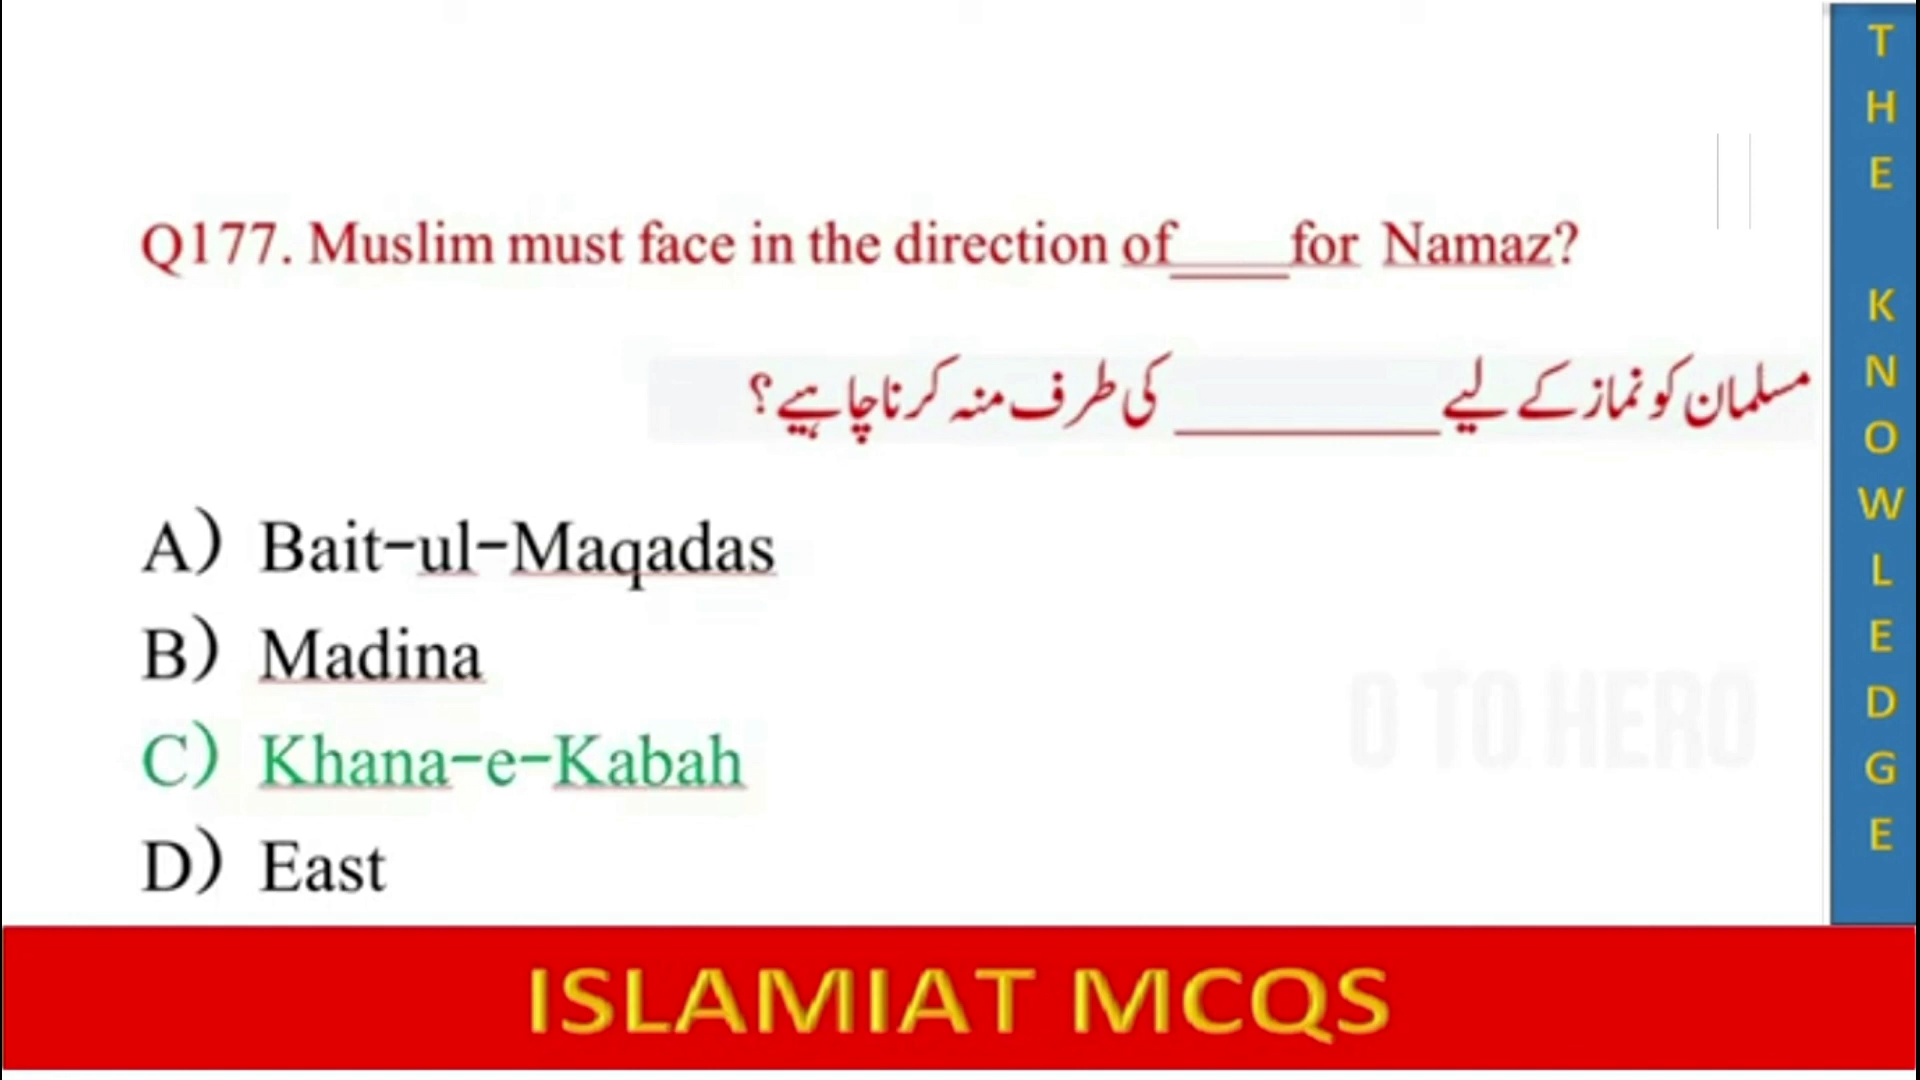 Q177. Muslim must face in the direction of____for Namaz?
مسلمان کو نماز کے لیے __________ کی طرف منہ کرنا چاہیے؟
A) Bait-ul-Maqadas
B) Madina
C) Khana-e-Kabah
D) East
0 TO HERO
THE KNOWLEDGE
ISLAMIAT MCQS